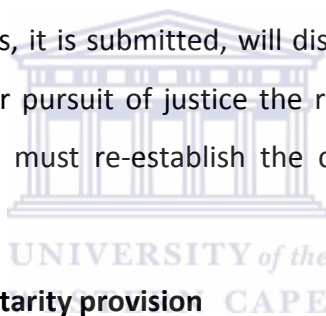 s, it is submitted, will dis
r pursuit of justice the r
must re-establish the
UNIVERSITY of the
tarity provision
WESTERN CAPE